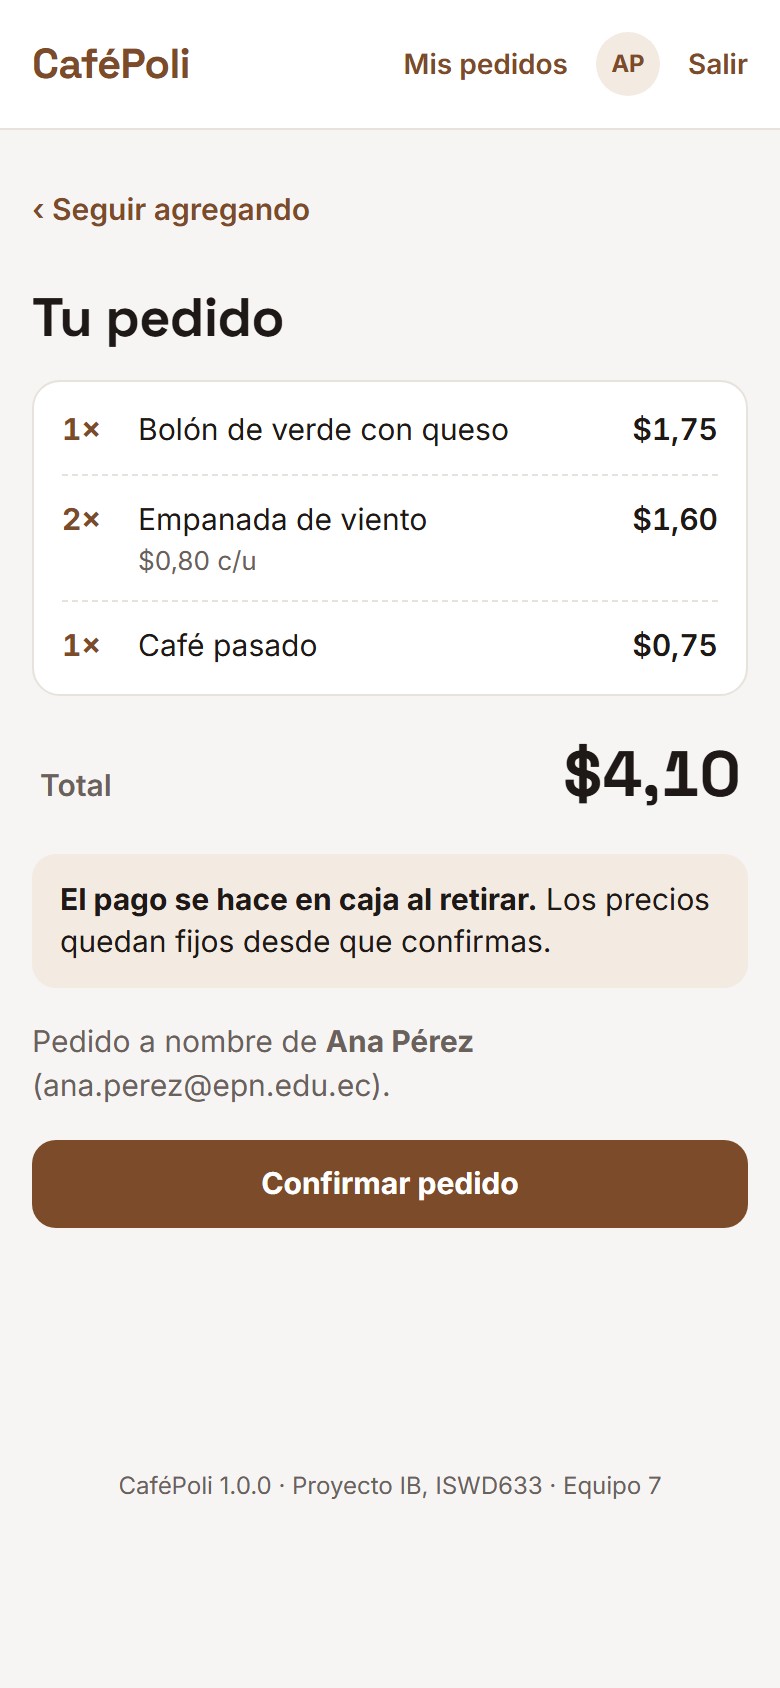 CaféPoli
Mis pedidos
AP
Salir
‹ Seguir agregando
Tu pedido
1× Bolón de verde con queso $1,75
2× Empanada de viento $1,60
$0,80 c/u
1× Café pasado $0,75
Total $4,10
El pago se hace en caja al retirar. Los precios
quedan fijos desde que confirmas.
Pedido a nombre de Ana Pérez
(ana.perez@epn.edu.ec).
Confirmar pedido
CaféPoli 1.0.0 · Proyecto IB, ISWD633 · Equipo 7